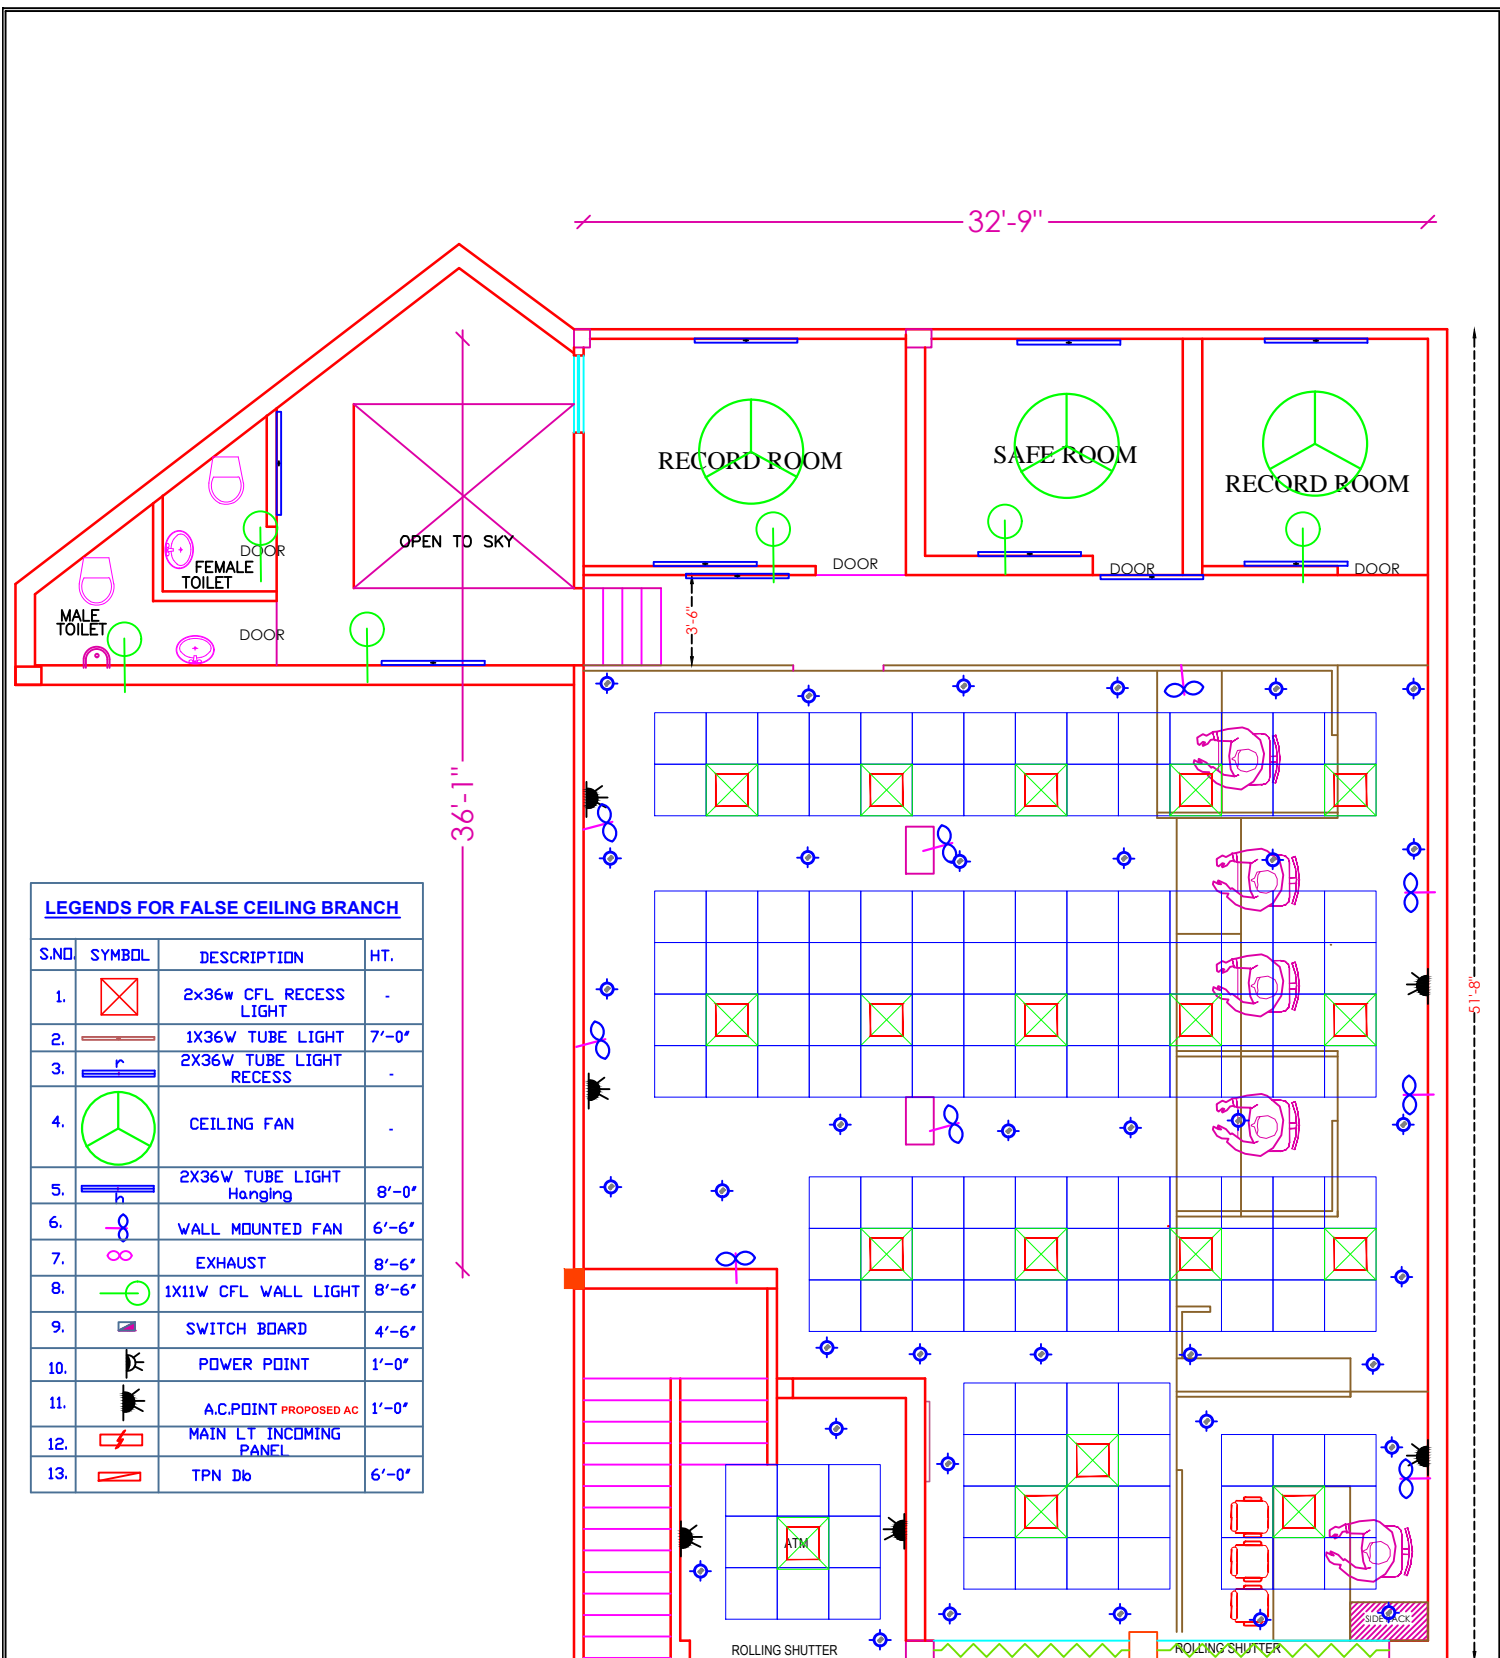 32'-9"
RECORD ROOM
SAFE ROOM
RECORD ROOM
OPEN TO SKY
DOOR
FEMALE
TOILET
DOOR
DOOR
DOOR
MALE
TOILET
DOOR
3'-6"
36'-1"
51'-8"
LEGENDS FOR FALSE CEILING BRANCH
S.NO. SYMBOL DESCRIPTION HT.
1. 2x36w CFL RECESS LIGHT -
2. 1X36W TUBE LIGHT 7'-0"
3. r 2X36W TUBE LIGHT RECESS -
4. CEILING FAN -
5. h 2X36W TUBE LIGHT Hanging 8'-0"
6. WALL MOUNTED FAN 6'-6"
7. EXHAUST 8'-6"
8. 1X11W CFL WALL LIGHT 8'-6"
9. SWITCH BOARD 4'-6"
10. POWER POINT 1'-0"
11. A.C.POINT PROPOSED AC 1'-0"
12. MAIN LT INCOMING PANEL
13. TPN Db 6'-0"
ATM
SIDE RACK
ROLLING SHUTTER
ROLLING SHUTTER